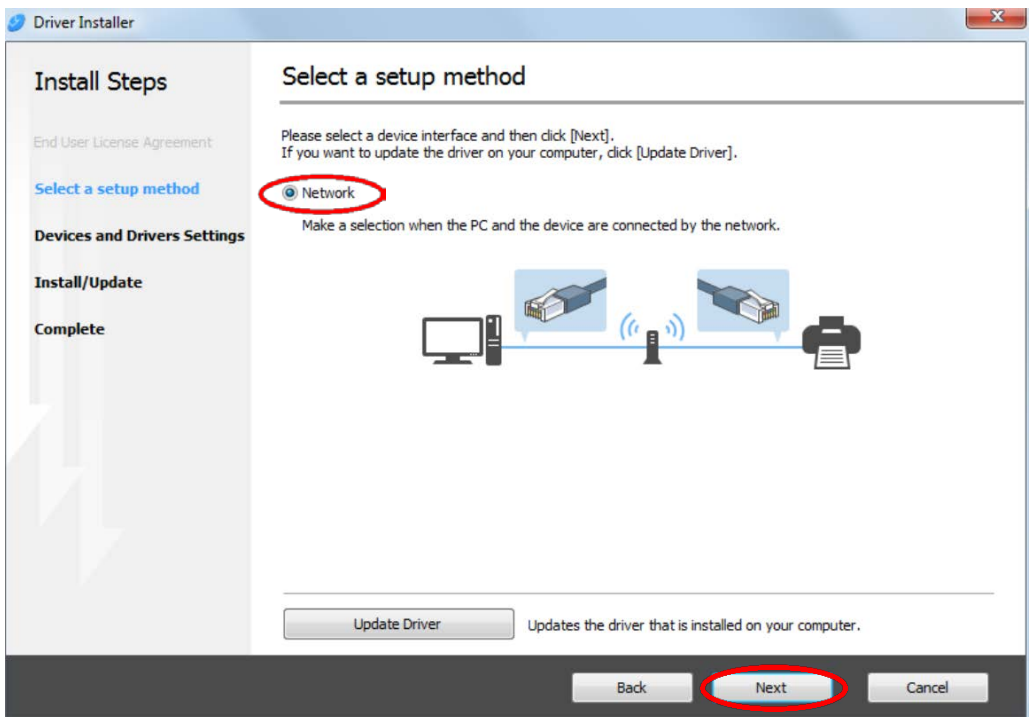 Driver Installer
Install Steps
End User License Agreement
Select a setup method
Devices and Drivers Settings
Install/Update
Complete
Select a setup method
Please select a device interface and then click [Next].
If you want to update the driver on your computer, click [Update Driver].
Network
Make a selection when the PC and the device are connected by the network.
Update Driver
Updates the driver that is installed on your computer.
Back
Next
Cancel